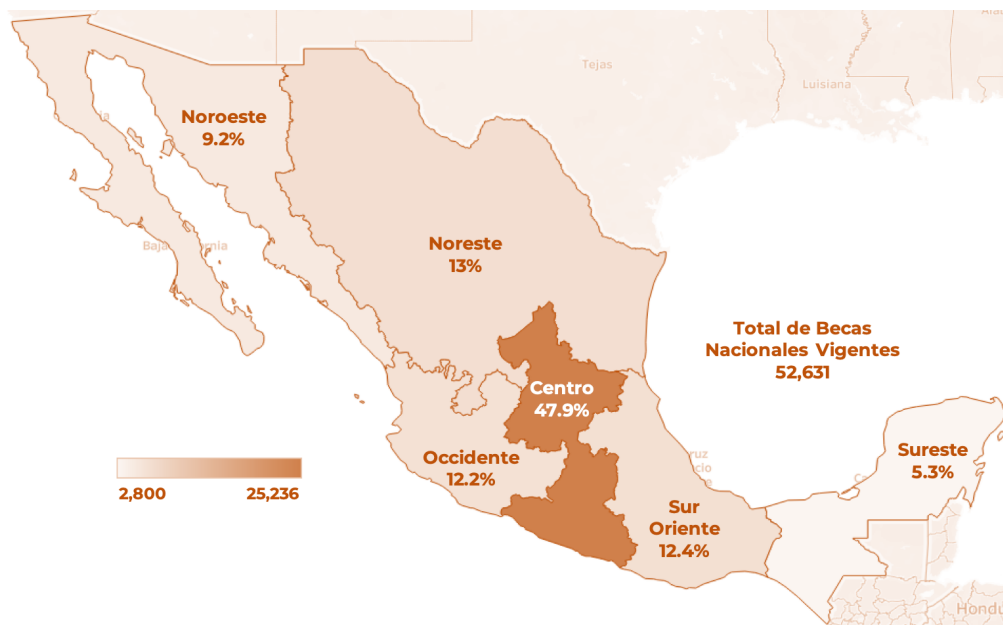 Tejas
Luisiana
Noroeste
9.2%
Noreste
13%
Total de Becas
Nacionales Vigentes
52,631
Centro
47.9%
Occidente
12.2%
Sureste
5.3%
2,800
25,236
Sur
Oriente
12.4%